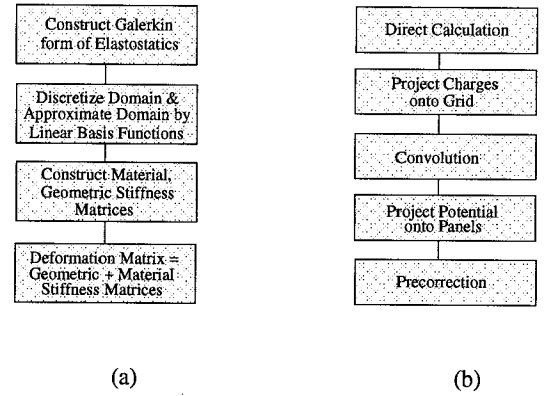 Construct Galerkin
form of Elastostatics
Discretize Domain &
Approximate Domain by
Linear Basis Functions
Construct Material,
Geometric Stiffness
Matrices
Deformation Matrix =
Geometric + Material
Stiffness Matrices
(a)
Direct Calculation
Project Charges
onto Grid
Convolution
Project Potential
onto Panels
Precorrection
(b)